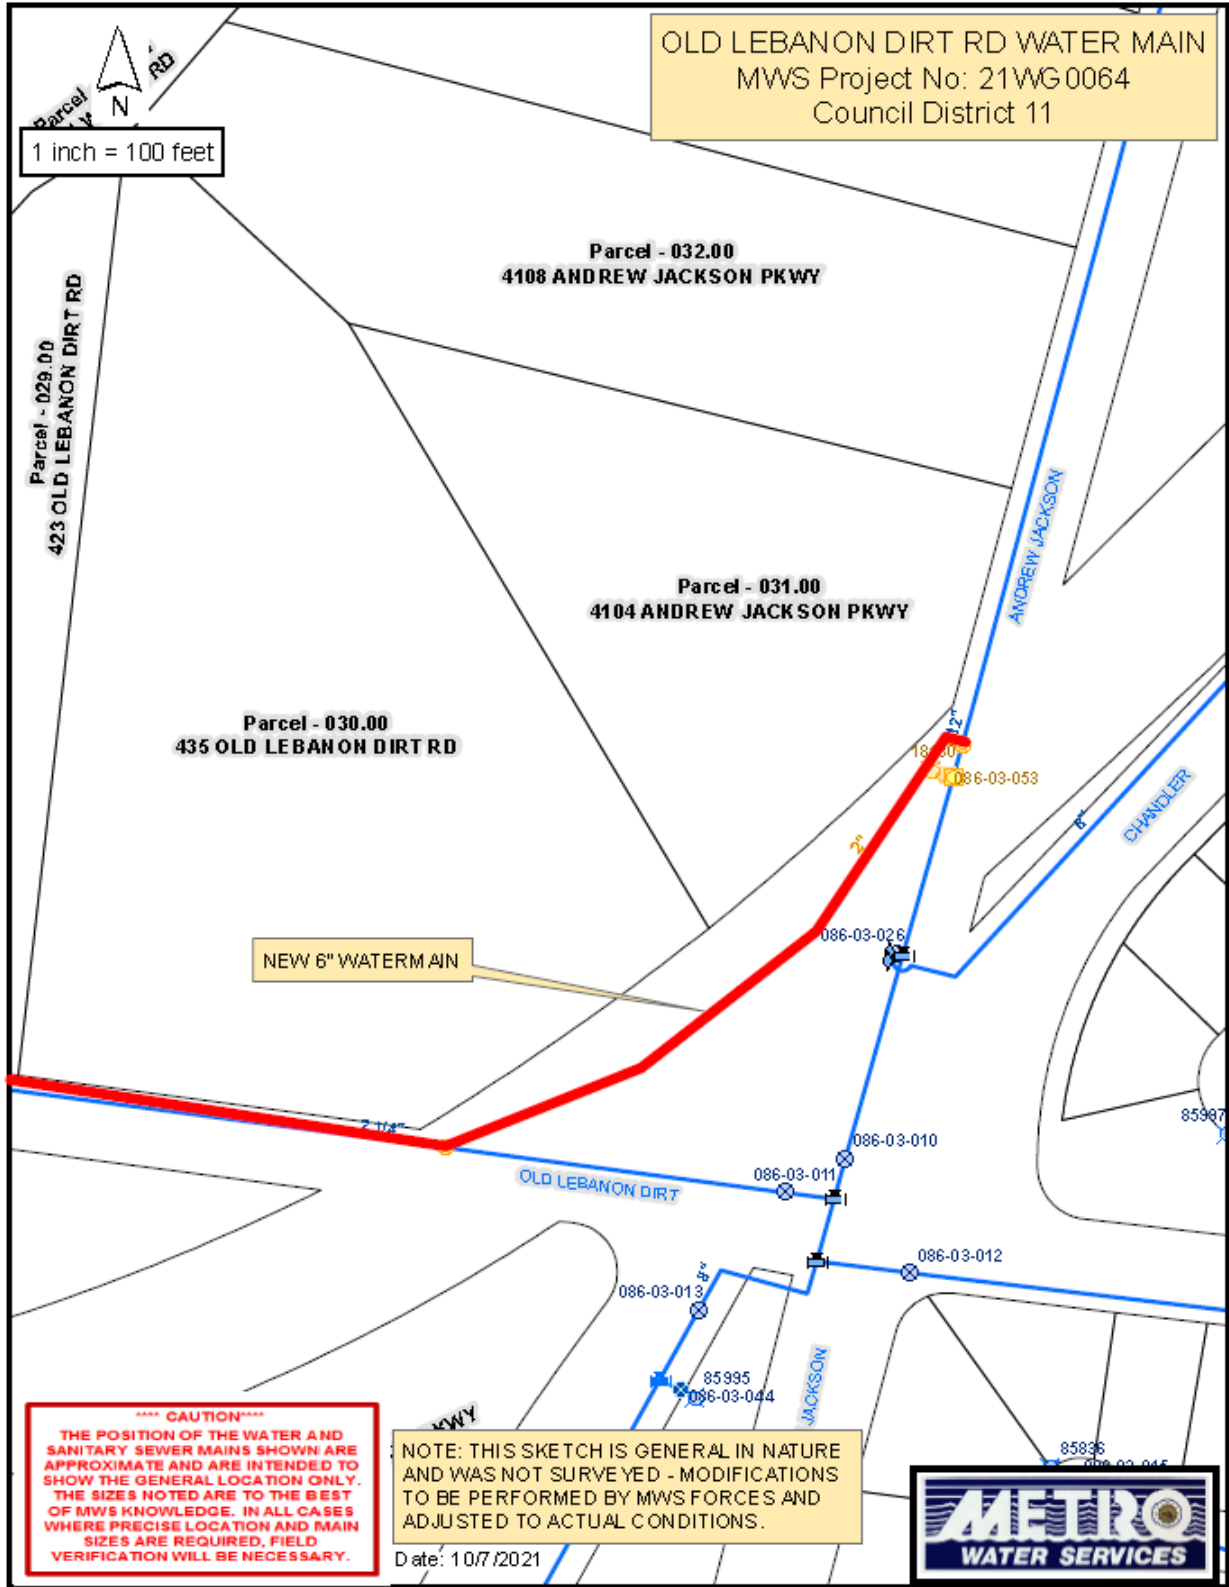 OLD LEBANON DIRT RD WATER MAIN
MWS Project No: 21WG0064
Council District 11
Parcel
RD
N
1 inch = 100 feet
Parcel - 032.00
4108 ANDREW JACKSON PKWY
Parcel - 029.00
423 OLD LEBANON DIRT RD
ANDREW JACKSON
Parcel - 031.00
4104 ANDREW JACKSON PKWY
Parcel - 030.00
435 OLD LEBANON DIRT RD
12"
086-03-053
8"
CHANDLER
2"
086-03-026
NEW 6" WATERMAIN
2 1/4"
85997
086-03-010
086-03-011
OLD LEBANON DIRT
086-03-012
8"
086-03-013
85995
086-03-044
JACKSON
KWY
85836
**** CAUTION****
THE POSITION OF THE WATER AND
SANITARY SEWER MAINS SHOWN ARE
APPROXIMATE AND ARE INTENDED TO
SHOW THE GENERAL LOCATION ONLY.
THE SIZES NOTED ARE TO THE BEST
OF MWS KNOWLEDGE. IN ALL CASES
WHERE PRECISE LOCATION AND MAIN
SIZES ARE REQUIRED, FIELD
VERIFICATION WILL BE NECESSARY.
NOTE: THIS SKETCH IS GENERAL IN NATURE
AND WAS NOT SURVEYED - MODIFICATIONS
TO BE PERFORMED BY MWS FORCES AND
ADJUSTED TO ACTUAL CONDITIONS.
Date: 10/7/2021
METRO
WATER SERVICES